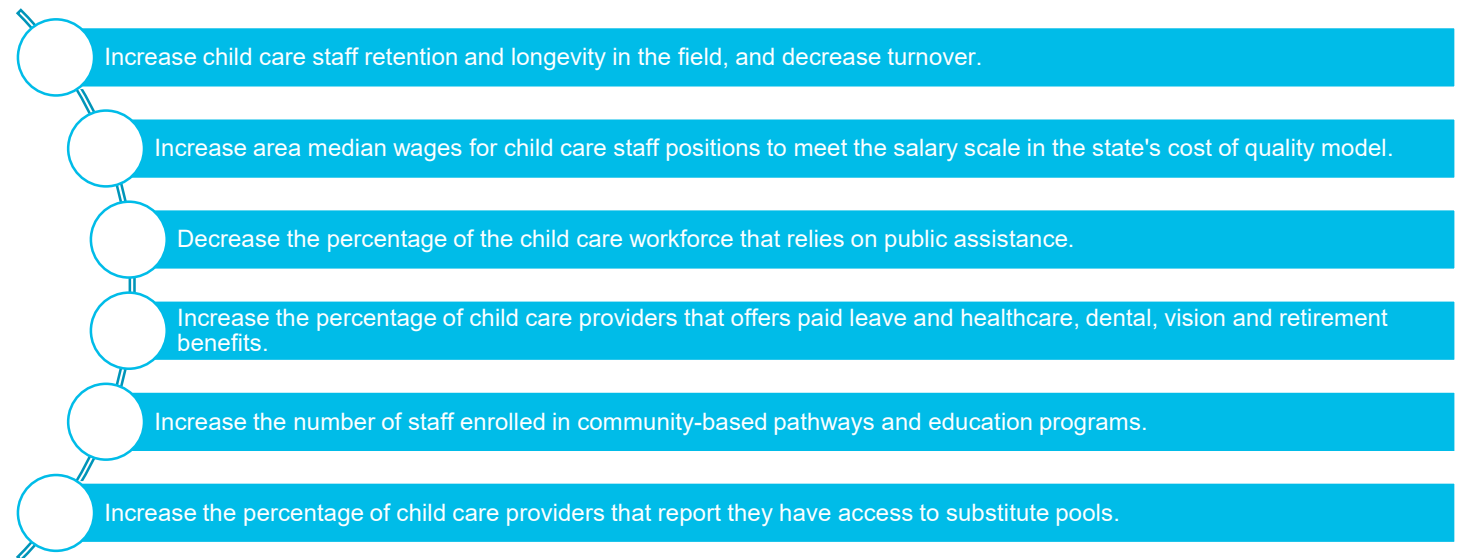 Increase child care staff retention and longevity in the field, and decrease turnover.
Increase area median wages for child care staff positions to meet the salary scale in the state's cost of quality model.
Decrease the percentage of the child care workforce that relies on public assistance.
Increase the percentage of child care providers that offers paid leave and healthcare, dental, vision and retirement
benefits.
Increase the number of staff enrolled in community-based pathways and education programs.
Increase the percentage of child care providers that report they have access to substitute pools.